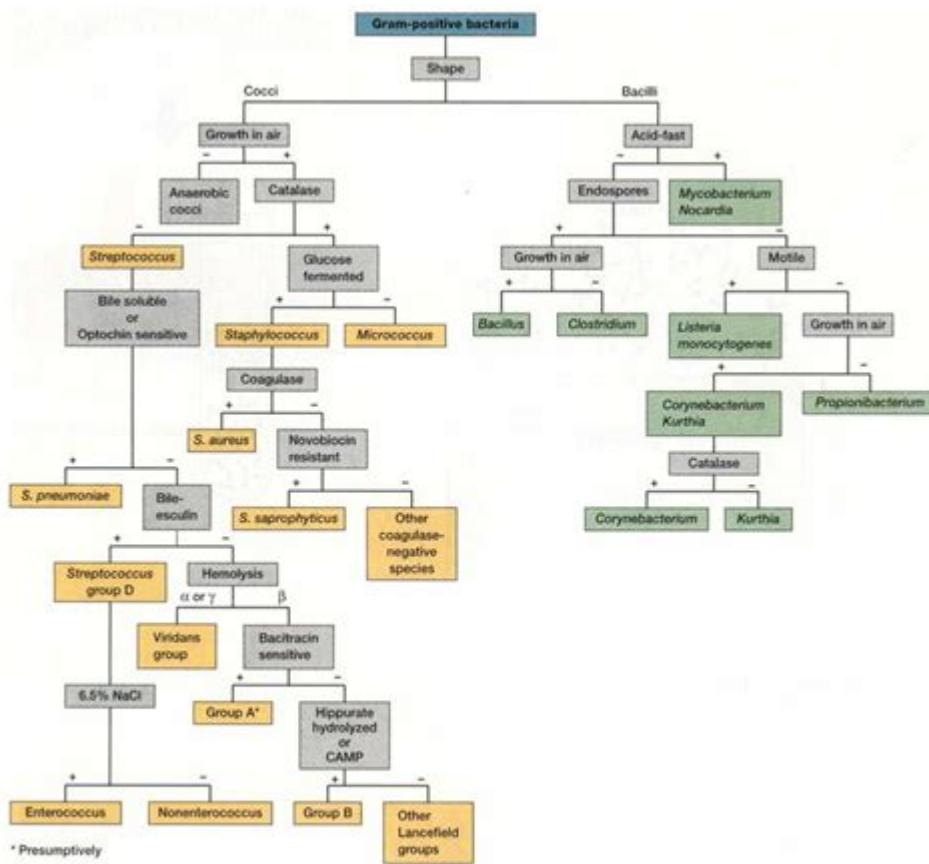 Gram-positive bacteria
Shape
Cocci
Bacilli
Growth in air
Acid-fast
−
+
−
+
Anaerobic
cocci
Catalase
Endospores
Mycobacterium
Nocardia
−
+
+
−
Streptococcus
Glucose
fermented
Growth in air
Motile
Bile soluble
or
Optochin sensitive
+
−
+
−
+
−
Staphylococcus
Micrococcus
Bacillus
Clostridium
Listeria
monocytogenes
Growth in air
Coagulase
+
−
+
−
Corynebacterium
Kurthia
Propionibacterium
S. aureus
Novobiocin
resistant
Catalase
+
−
+
−
+
−
S. pneumoniae
Bile-
esculin
S. saprophyticus
Other
coagulase-
negative
species
Corynebacterium
Kurthia
+
−
Streptococcus
group D
Hemolysis
α or γ
β
Viridans
group
Bacitracin
sensitive
6.5% NaCl
+
−
Group A*
Hippurate
hydrolyzed
or
CAMP
+
−
+
−
Enterococcus
Nonenterococcus
Group B
Other
Lancefield
groups
* Presumptively